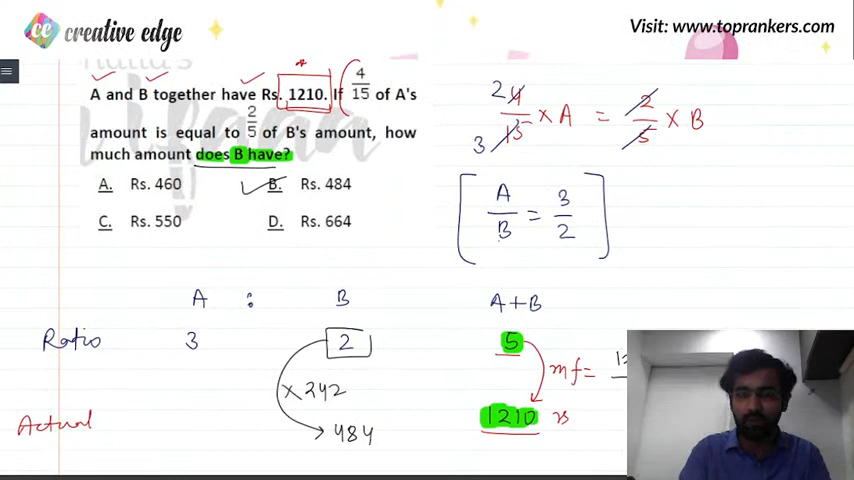 creative edge
Visit: www.toprankers.com
A and B together have Rs. 1210. If 4/15 of A's
amount is equal to 2/5 of B's amount, how
much amount does B have?
A. Rs. 460
B. Rs. 484
C. Rs. 550
D. Rs. 664
2 4/15 3 × A = 2/5 × B
A/B = 3/2
A : B A+B
Ratio 3 2 5
×242 mf =
Actual 484 1210